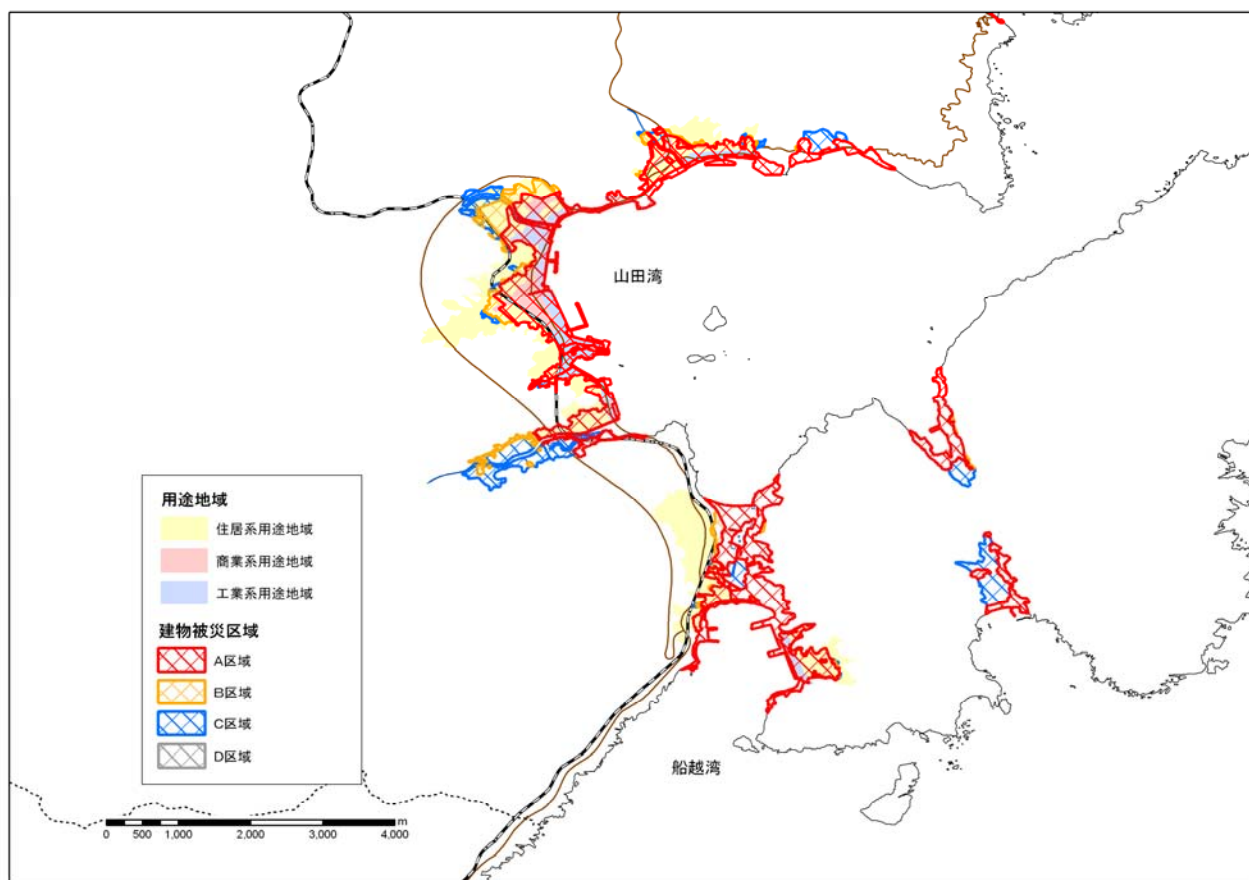 山田湾
用途地域
住居系用途地域
商業系用途地域
工業系用途地域
建物被災区域
A区域
B区域
C区域
D区域
船越湾
m
0 500 1,000 2,000 3,000 4,000